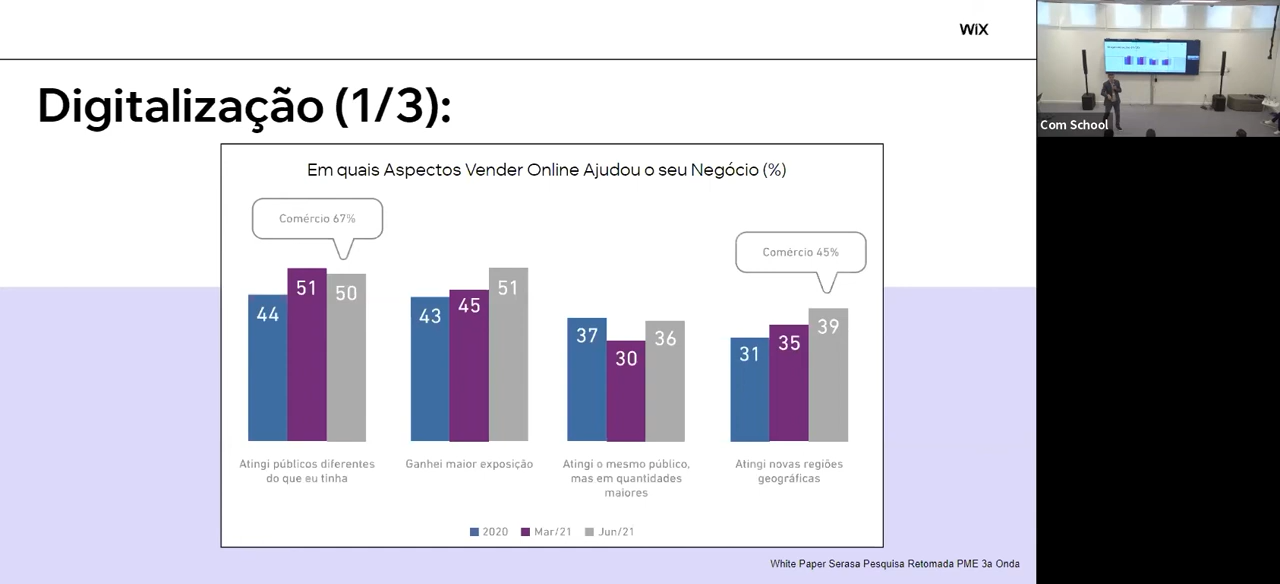 WiX
Digitalização (1/3):
Em quais Aspectos Vender Online Ajudou o seu Negócio (%)
Comércio 67%
Comércio 45%
44
51
50
43
45
51
37
30
36
31
35
39
Atingi públicos diferentes
do que eu tinha
Ganhei maior exposição
Atingi o mesmo público,
mas em quantidades
maiores
Atingi novas regiões
geográficas
2020
Mar/21
Jun/21
White Paper Serasa Pesquisa Retomada PME 3a Onda
Com School